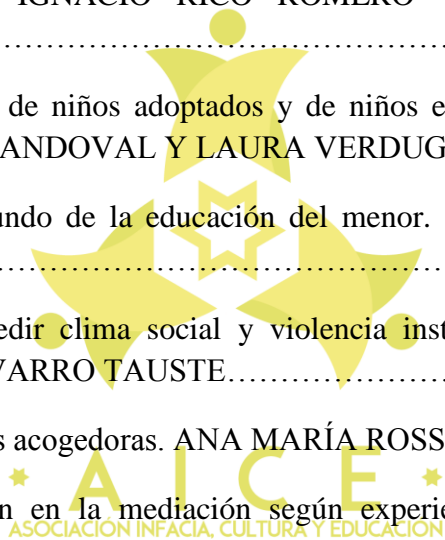 IGNACIO RICO ROMERO
……………………………………………
de niños adoptados y de niños e
ANDOVAL Y LAURA VERDUG
undo de la educación del menor.
……………………………………………
edir clima social y violencia inst
VARRO TAUSTE……………………
s acogedoras. ANA MARÍA ROSS
A I C E
n en la mediación según experie
ASOCIACIÓN INFACIA, CULTURA Y EDUCACIÓN